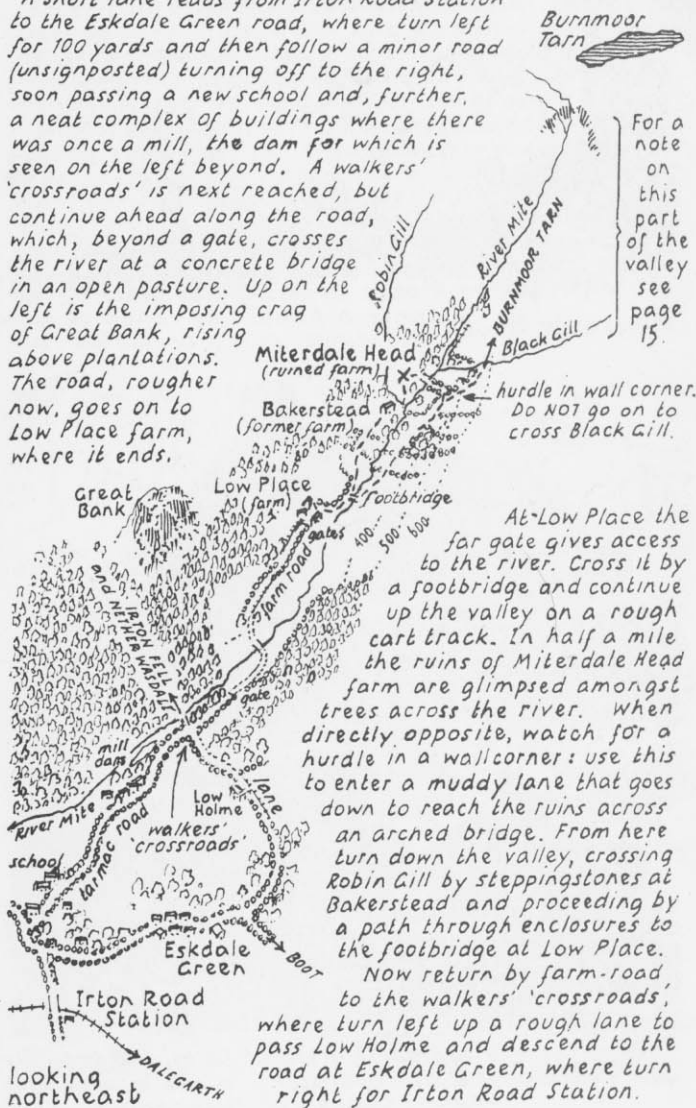 A short lane leads from Irton Road Station
to the Eskdale Green road, where turn left
for 100 yards and then follow a minor road
(unsignposted) turning off to the right,
soon passing a new school and, further,
a neat complex of buildings where there
was once a mill, the dam for which is
seen on the left beyond. A walkers'
'crossroads' is next reached, but
continue ahead along the road,
which, beyond a gate, crosses
the river at a concrete bridge
in an open pasture. Up on the
left is the imposing crag
of Great Bank, rising
above plantations.
The road, rougher
now, goes on to
Low Place farm,
where it ends.
Burnmoor
Tarn
For a
note
on
this
part
of the
valley
see
page
15.
Robin Gill
River Mite
BURNMOOR TARN
Black Gill
Miterdale Head
(ruined farm)
hurdle in wall corner.
Do NOT go on to
cross Black Gill.
Bakerstead
(former farm)
Low Place
(farm)
footbridge
gates
farm road
400
500
600
Great
Bank
IRTON FELL
AND NETHER WASDALE
gate
mill
dam
Low
Holme
lane
River Mite
walkers'
'crossroads'
school
tarmac road
Eskdale
Green
BOOT
Irton Road
Station
DALEGARTH
looking
northeast
At Low Place the
far gate gives access
to the river. Cross it by
a footbridge and continue
up the valley on a rough
cart track. In half a mile
the ruins of Miterdale Head
farm are glimpsed amongst
trees across the river. When
directly opposite, watch for a
hurdle in a wallcorner: use this
to enter a muddy lane that goes
down to reach the ruins across
an arched bridge. From here
turn down the valley, crossing
Robin Gill by steppingstones at
Bakerstead and proceeding by
a path through enclosures to
the footbridge at Low Place.
Now return by farm-road
to the walkers' 'crossroads',
where turn left up a rough lane to
pass Low Holme and descend to the
road at Eskdale Green, where turn
right for Irton Road Station.